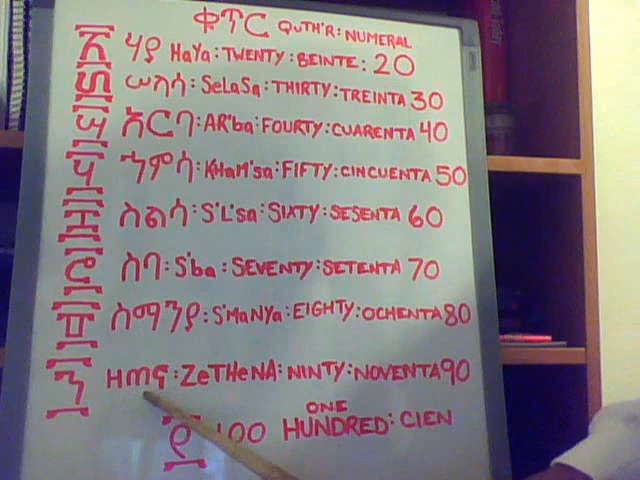 ቁጥር QuTH'R: NUMERAL
፳ ሃያ HaYa: TWENTY: BEINTE: 20
፴ ሠላሳ: SeLaSa: THIRTY: TREINTA 30
፵ አርባ: AR'ba: FOURTY: CUARENTA 40
፶ ኀምሳ: KHaM'sa: FIFTY: CINCUENTA 50
፷ ስልሳ: S'L'sa: SIXTY: SESENTA 60
፸ ስባ: S'ba: SEVENTY: SETENTA 70
፹ ስማንያ: S'MaNYa: EIGHTY: OCHENTA 80
፺ ዘጠና: ZeTHeNA: NINTY: NOVENTA 90
፻ 100 ONE HUNDRED: CIEN